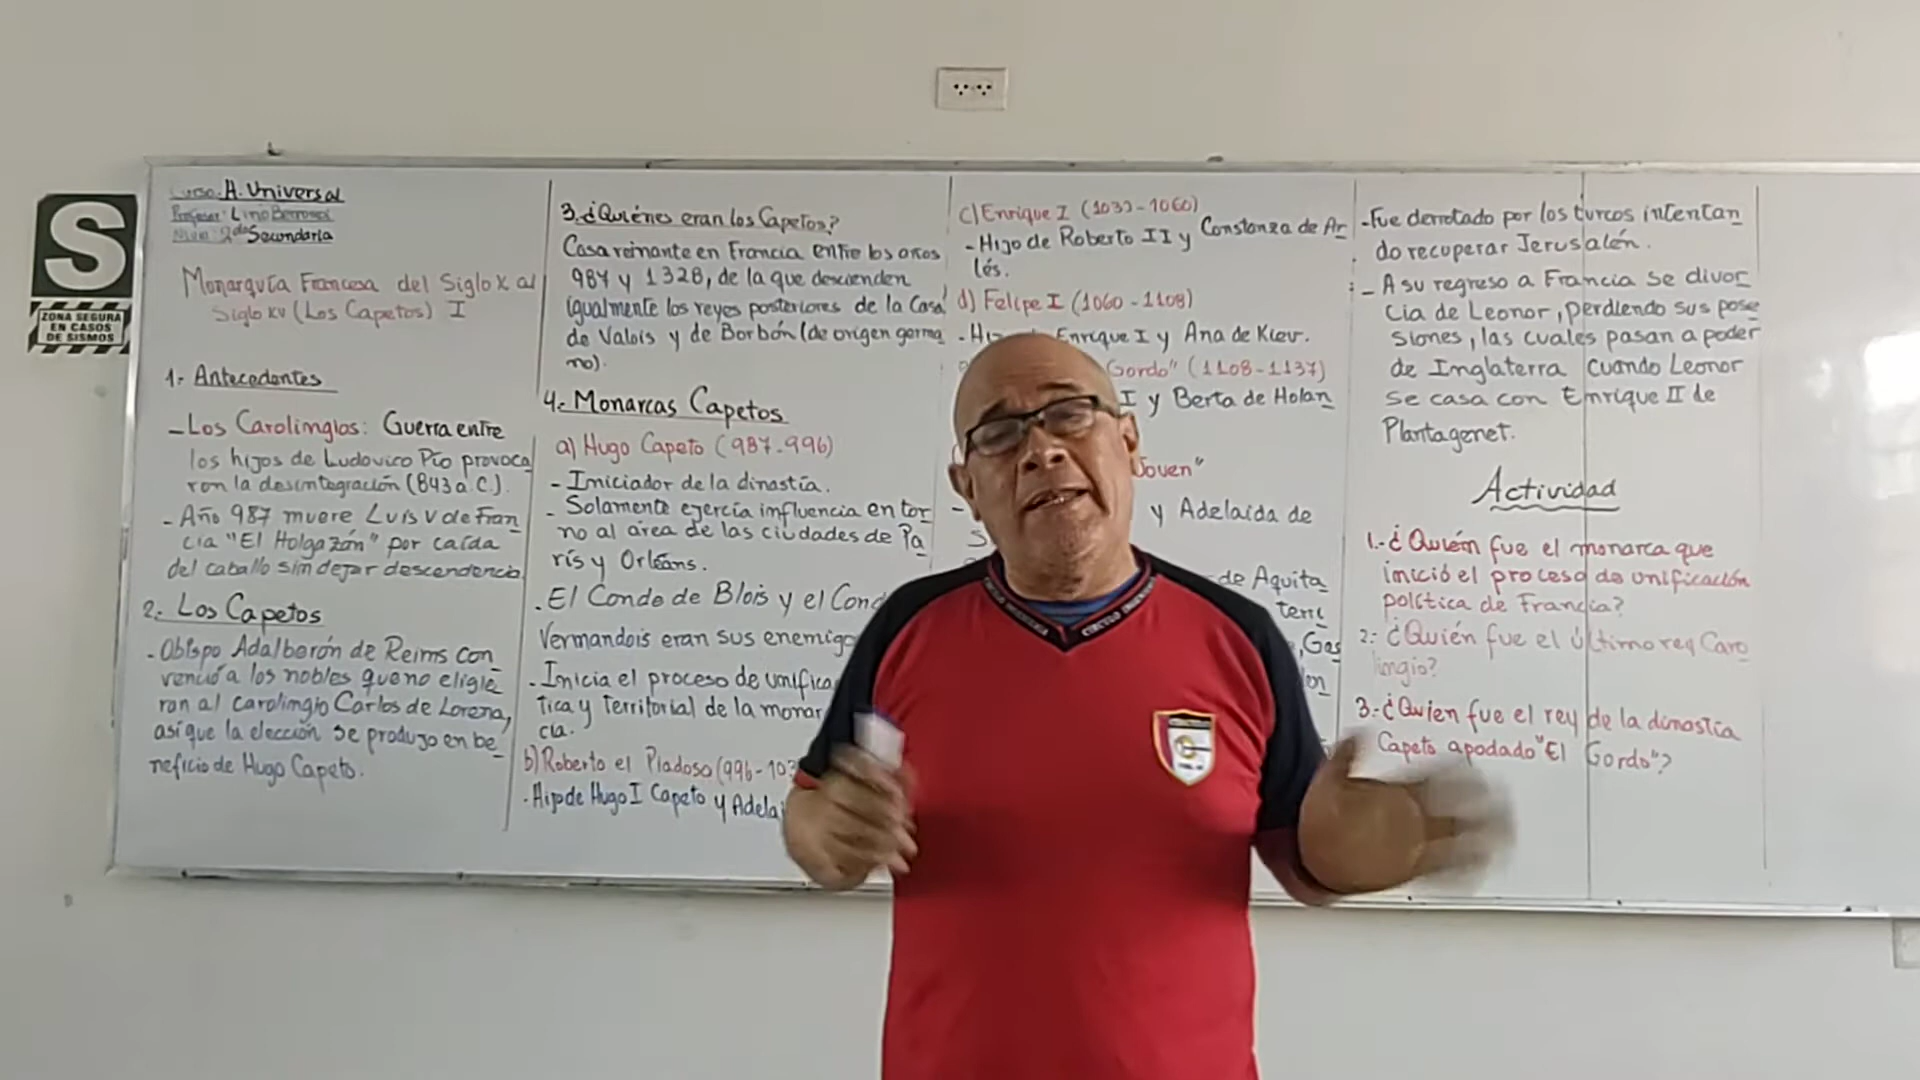 S
ZONA SEGURA
EN CASOS
DE SISMOS
Curso: H. Universal
Profesor: Lino
Nivel: 2do Secundaria
Monarquía Francesa del Siglo X al
Siglo XV (Los Capetos) I
1.- Antecedentes
- Los Carolingios: Guerra entre
los hijos de Ludovico Pío provoca
ron la desintegración (843 a.C.).
- Año 987 muere Luis V de Fran
cia "El Holgazán" por caída
del caballo sin dejar descendencia
2.- Los Capetos
- Obispo Adalberón de Reims con
venció a los nobles que no eligie
ran al carolingio Carlos de Lorena,
así que la elección se produjo en be
neficio de Hugo Capeto.
3.¿Quiénes eran los Capetos?
Casa reinante en Francia entre los años
987 y 1328, de la que descienden
igualmente los reyes posteriores de la Casa
de Valois y de Borbón (de origen germa
no).
4.- Monarcas Capetos
a) Hugo Capeto (987-996)
- Iniciador de la dinastía.
- Solamente ejercía influencia en tor
no al área de las ciudades de Pa
rís y Orleáns.
- El Conde de Blois y el Cond
Vermandois eran sus enemigo
- Inicia el proceso de unifica
tica y territorial de la monar
cía.
b) Roberto el Piadoso (996-103
- Hijo de Hugo I Capeto y Adela
c) Enrique I (1033-1060)
- Hijo de Roberto II y Constanza de Ar
lés.
d) Felipe I (1060-1108)
- Hi Enrique I y Ana de Kiev.
Gordo" (1108-1137)
I y Berta de Holan
Joven"
- y Adelaida de
S
de Aquita
terri
, Gas
- Fue derrotado por los turcos intentan
do recuperar Jerusalén.
- A su regreso a Francia se divor
cia de Leonor, perdiendo sus pose
siones, las cuales pasan a poder
de Inglaterra cuando Leonor
se casa con Enrique II de
Plantagenet.
Actividad
1.- ¿Quién fue el monarca que
inició el proceso de unificación
política de Francia?
2.- ¿Quién fue el último rey Caro
lingio?
3.- ¿Quien fue el rey de la dinastía
Capeto apodado "El Gordo"?